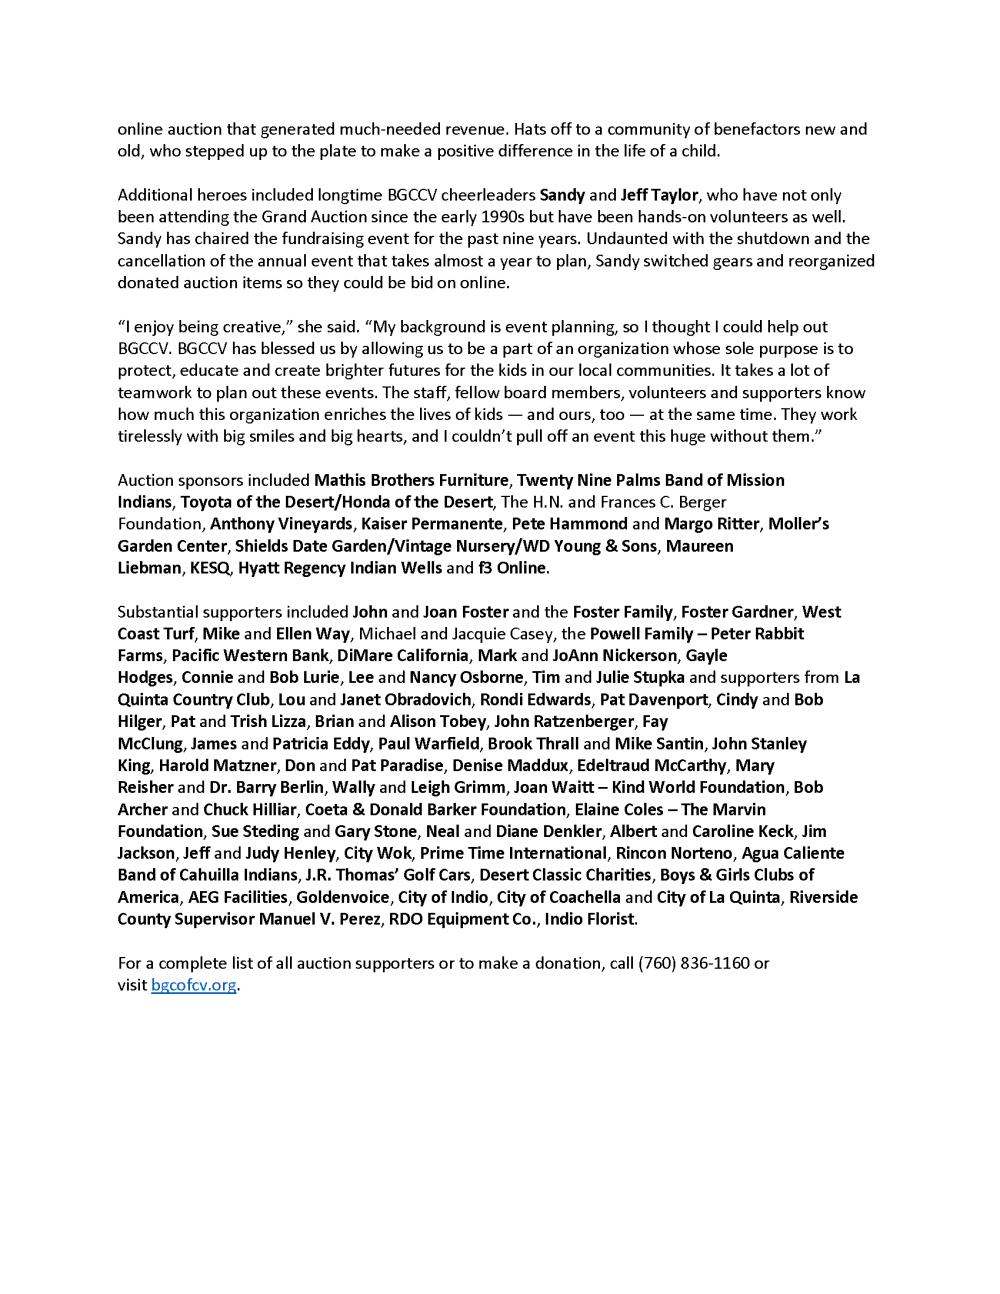 online auction that generated much-needed revenue. Hats off to a community of benefactors new and
old, who stepped up to the plate to make a positive difference in the life of a child.
Additional heroes included longtime BGCCV cheerleaders Sandy and Jeff Taylor, who have not only
been attending the Grand Auction since the early 1990s but have been hands-on volunteers as well.
Sandy has chaired the fundraising event for the past nine years. Undaunted with the shutdown and the
cancellation of the annual event that takes almost a year to plan, Sandy switched gears and reorganized
donated auction items so they could be bid on online.
“I enjoy being creative,” she said. “My background is event planning, so I thought I could help out
BGCCV. BGCCV has blessed us by allowing us to be a part of an organization whose sole purpose is to
protect, educate and create brighter futures for the kids in our local communities. It takes a lot of
teamwork to plan out these events. The staff, fellow board members, volunteers and supporters know
how much this organization enriches the lives of kids — and ours, too — at the same time. They work
tirelessly with big smiles and big hearts, and I couldn’t pull off an event this huge without them.”
Auction sponsors included Mathis Brothers Furniture, Twenty Nine Palms Band of Mission
Indians, Toyota of the Desert/Honda of the Desert, The H.N. and Frances C. Berger
Foundation, Anthony Vineyards, Kaiser Permanente, Pete Hammond and Margo Ritter, Moller’s
Garden Center, Shields Date Garden/Vintage Nursery/WD Young & Sons, Maureen
Liebman, KESQ, Hyatt Regency Indian Wells and f3 Online.
Substantial supporters included John and Joan Foster and the Foster Family, Foster Gardner, West
Coast Turf, Mike and Ellen Way, Michael and Jacquie Casey, the Powell Family – Peter Rabbit
Farms, Pacific Western Bank, DiMare California, Mark and JoAnn Nickerson, Gayle
Hodges, Connie and Bob Lurie, Lee and Nancy Osborne, Tim and Julie Stupka and supporters from La
Quinta Country Club, Lou and Janet Obradovich, Rondi Edwards, Pat Davenport, Cindy and Bob
Hilger, Pat and Trish Lizza, Brian and Alison Tobey, John Ratzenberger, Fay
McClung, James and Patricia Eddy, Paul Warfield, Brook Thrall and Mike Santin, John Stanley
King, Harold Matzner, Don and Pat Paradise, Denise Maddux, Edeltraud McCarthy, Mary
Reisher and Dr. Barry Berlin, Wally and Leigh Grimm, Joan Waitt – Kind World Foundation, Bob
Archer and Chuck Hilliar, Coeta & Donald Barker Foundation, Elaine Coles – The Marvin
Foundation, Sue Steding and Gary Stone, Neal and Diane Denkler, Albert and Caroline Keck, Jim
Jackson, Jeff and Judy Henley, City Wok, Prime Time International, Rincon Norteno, Agua Caliente
Band of Cahuilla Indians, J.R. Thomas’ Golf Cars, Desert Classic Charities, Boys & Girls Clubs of
America, AEG Facilities, Goldenvoice, City of Indio, City of Coachella and City of La Quinta, Riverside
County Supervisor Manuel V. Perez, RDO Equipment Co., Indio Florist.
For a complete list of all auction supporters or to make a donation, call (760) 836-1160 or
visit bgcofcv.org.